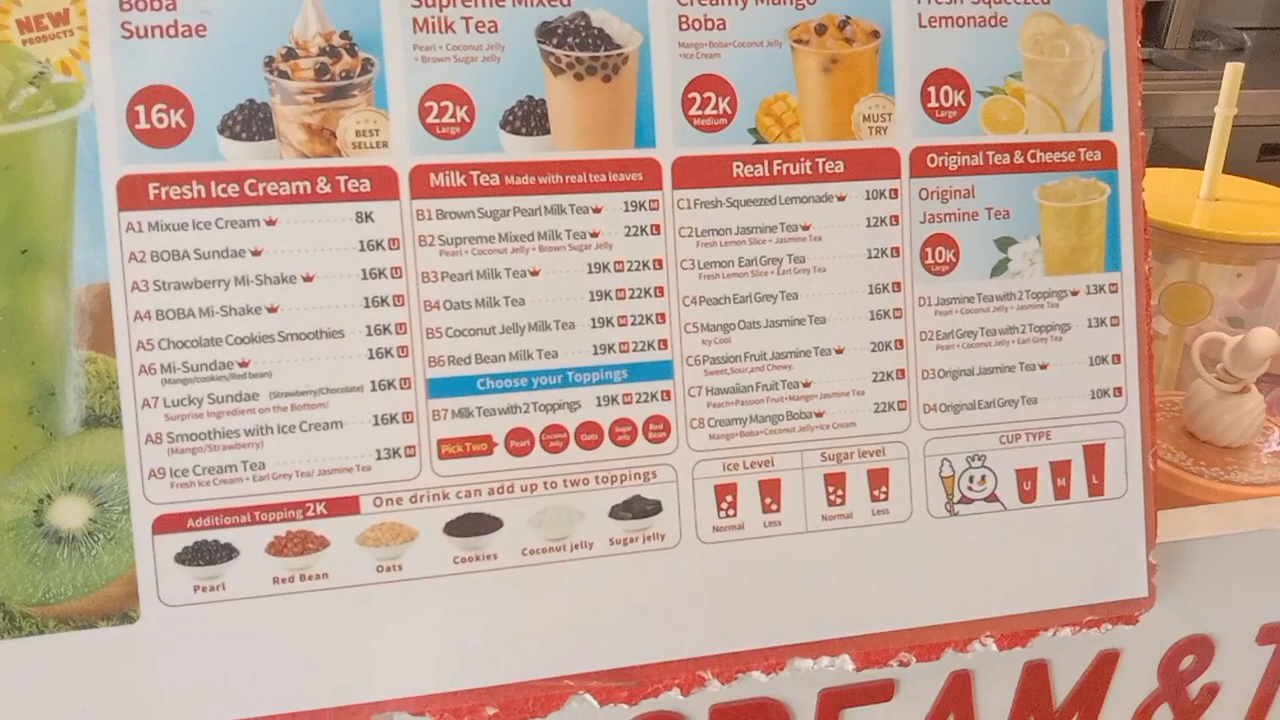 NEW
PRODUCTS
Boba
Sundae
16K
BEST
SELLER
Supreme Mixed
Milk Tea
Pearl + Coconut Jelly
+ Brown Sugar Jelly
22K
Large
Creamy Mango
Boba
Mango+Boba+Coconut Jelly
+Ice Cream
22K
Medium
MUST
TRY
Fresh Squeezed
Lemonade
10K
Large
Fresh Ice Cream & Tea
A1 Mixue Ice Cream 8K
A2 BOBA Sundae 16K U
A3 Strawberry Mi-Shake 16K U
A4 BOBA Mi-Shake 16K U
A5 Chocolate Cookies Smoothies 16K U
A6 Mi-Sundae 16K U
(Mango/cookies/Red bean)
A7 Lucky Sundae (Strawberry/Chocolate) 16K U
Surprise Ingredient on the Bottom!
A8 Smoothies with Ice Cream 16K U
(Mango/Strawberry)
A9 Ice Cream Tea 13K M
Fresh Ice Cream + Earl Grey Tea/ Jasmine Tea
Milk Tea Made with real tea leaves
B1 Brown Sugar Pearl Milk Tea 19K M
B2 Supreme Mixed Milk Tea 22K L
Pearl + Coconut Jelly + Brown Sugar Jelly
B3 Pearl Milk Tea 19K M 22K L
B4 Oats Milk Tea 19K M 22K L
B5 Coconut Jelly Milk Tea 19K M 22K L
B6 Red Bean Milk Tea 19K M 22K L
Choose your Toppings
B7 Milk Tea with 2 Toppings 19K M 22K L
Pick Two Pearl Coconut Jelly Oats Sugar Jelly Red Bean
Real Fruit Tea
C1 Fresh-Squeezed Lemonade 10K L
C2 Lemon Jasmine Tea 12K L
Fresh Lemon Slice + Jasmine Tea
C3 Lemon Earl Grey Tea 12K L
Fresh Lemon Slice + Earl Grey Tea
C4 Peach Earl Grey Tea 16K L
C5 Mango Oats Jasmine Tea 16K M
Icy Cool
C6 Passion Fruit Jasmine Tea 20K L
Sweet,Sour,and Chewy.
C7 Hawaiian Fruit Tea 22K L
Peach+Passion Fruit+Mango+Jasmine Tea
C8 Creamy Mango Boba 22K M
Mango+Boba+Coconut Jelly+Ice Cream
Original Tea & Cheese Tea
Original
Jasmine Tea
10K
Large
D1 Jasmine Tea with 2 Toppings 13K M
Pearl + Coconut Jelly + Jasmine Tea
D2 Earl Grey Tea with 2 Toppings 13K M
Pearl + Coconut Jelly + Earl Grey Tea
D3 Original Jasmine Tea 10K L
D4 Original Earl Grey Tea 10K L
Additional Topping 2K One drink can add up to two toppings
Pearl
Red Bean
Oats
Cookies
Coconut jelly
Sugar jelly
Ice Level
Normal Less
Sugar level
Normal Less
CUP TYPE
U M L
CREAM & T